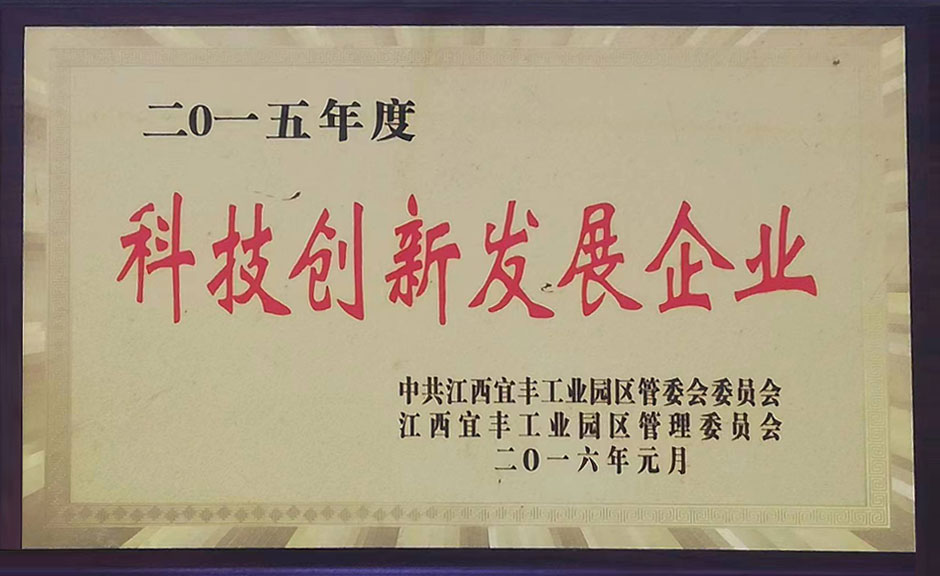 二0一五年度
科技创新发展企业
中共江西宜丰工业园区管委会委员会
江西宜丰工业园区管理委员会
二0一六年元月